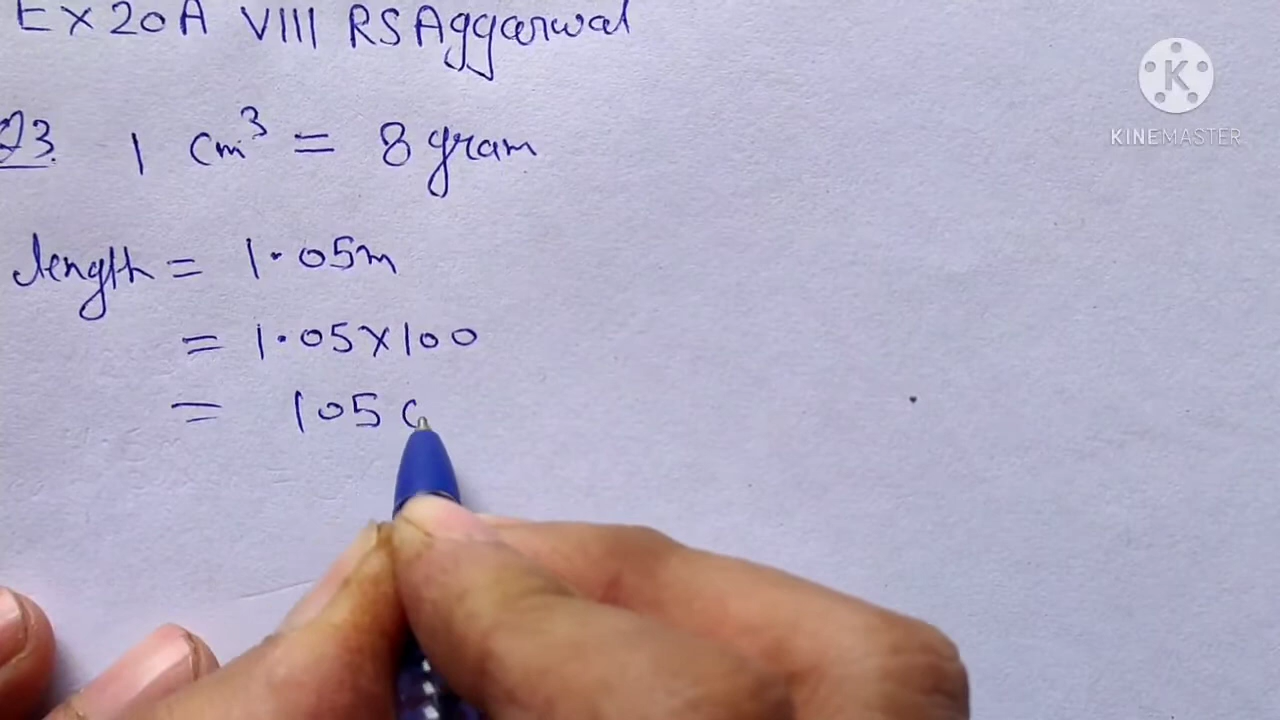 Ex 20A VIII RS Aggarwal
KINEMASTER
Q3. 1 cm³ = 8 gram
length = 1.05m
= 1.05×100
= 105 c